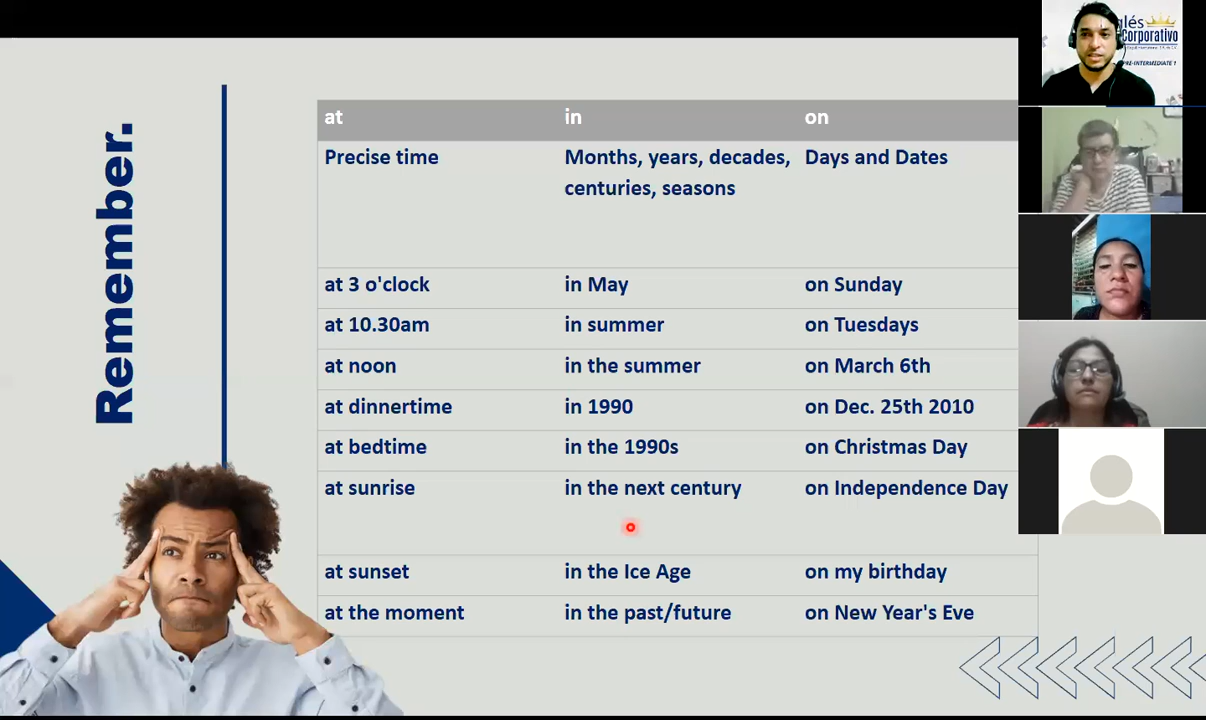 Remember.
at in on
Precise time Months, years, decades, Days and Dates
centuries, seasons
at 3 o'clock in May on Sunday
at 10.30am in summer on Tuesdays
at noon in the summer on March 6th
at dinnertime in 1990 on Dec. 25th 2010
at bedtime in the 1990s on Christmas Day
at sunrise in the next century on Independence Day
at sunset in the Ice Age on my birthday
at the moment in the past/future on New Year's Eve
glés
Corporativo
PRE-INTERMEDIATE 1